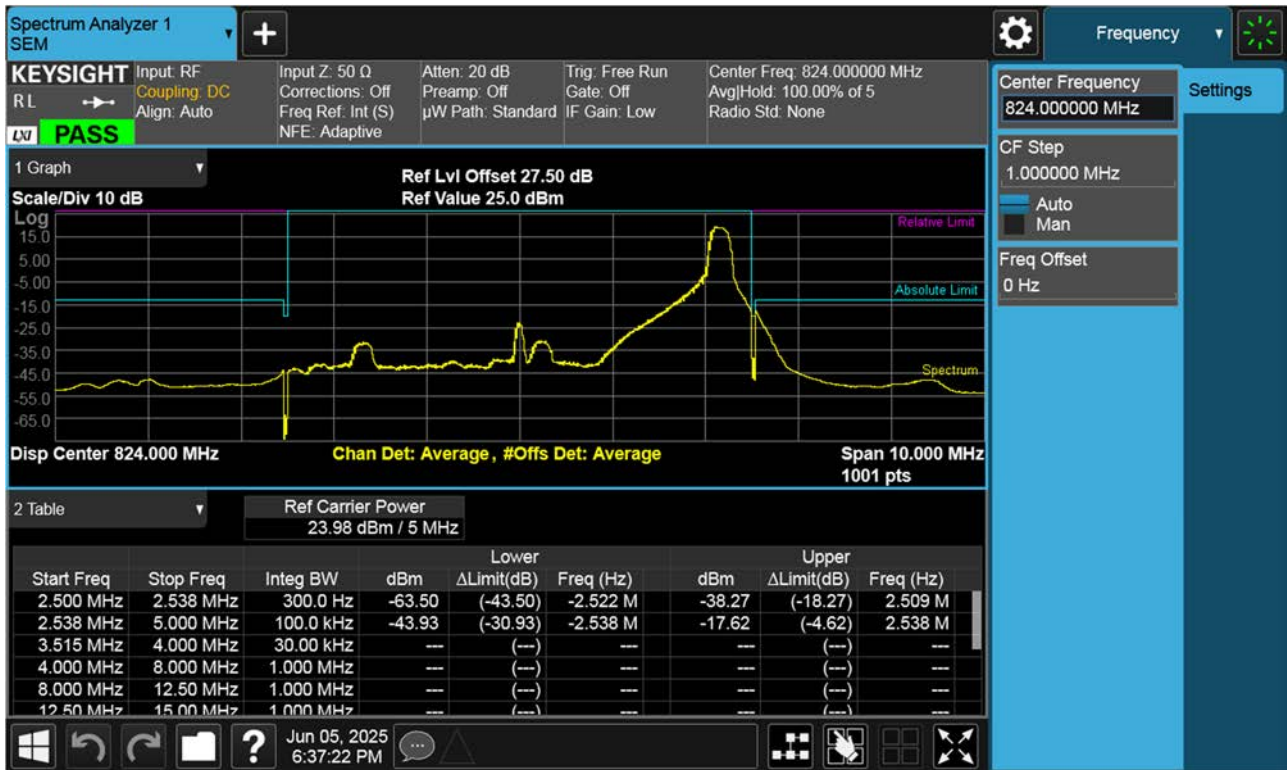 Spectrum Analyzer 1
SEM
Frequency
KEYSIGHT
RL
LXI
PASS
Input: RF
Coupling: DC
Align: Auto
Input Z: 50 Ω
Corrections: Off
Freq Ref: Int (S)
NFE: Adaptive
Atten: 20 dB
Preamp: Off
µW Path: Standard
Trig: Free Run
Gate: Off
IF Gain: Low
Center Freq: 824.000000 MHz
Avg|Hold: 100.00% of 5
Radio Std: None
Center Frequency
824.000000 MHz
Settings
CF Step
1.000000 MHz
Auto
Man
Freq Offset
0 Hz
1 Graph
Ref Lvl Offset 27.50 dB
Scale/Div 10 dB
Ref Value 25.0 dBm
Log
15.0
5.00
-5.00
-15.0
-25.0
-35.0
-45.0
-55.0
-65.0
Relative Limit
Absolute Limit
Spectrum
Disp Center 824.000 MHz
Chan Det: Average, #Offs Det: Average
Span 10.000 MHz
1001 pts
2 Table
Ref Carrier Power
23.98 dBm / 5 MHz
Lower Upper
Start Freq Stop Freq Integ BW dBm ΔLimit(dB) Freq (Hz) dBm ΔLimit(dB) Freq (Hz)
2.500 MHz 2.538 MHz 300.0 Hz -63.50 (-43.50) -2.522 M -38.27 (-18.27) 2.509 M
2.538 MHz 5.000 MHz 100.0 kHz -43.93 (-30.93) -2.538 M -17.62 (-4.62) 2.538 M
3.515 MHz 4.000 MHz 30.00 kHz --- (---) --- --- (---) ---
4.000 MHz 8.000 MHz 1.000 MHz --- (---) --- --- (---) ---
8.000 MHz 12.50 MHz 1.000 MHz --- (---) --- --- (---) ---
12.50 MHz 15.00 MHz 1.000 MHz --- (---) --- --- (---) ---
?
Jun 05, 2025
6:37:22 PM